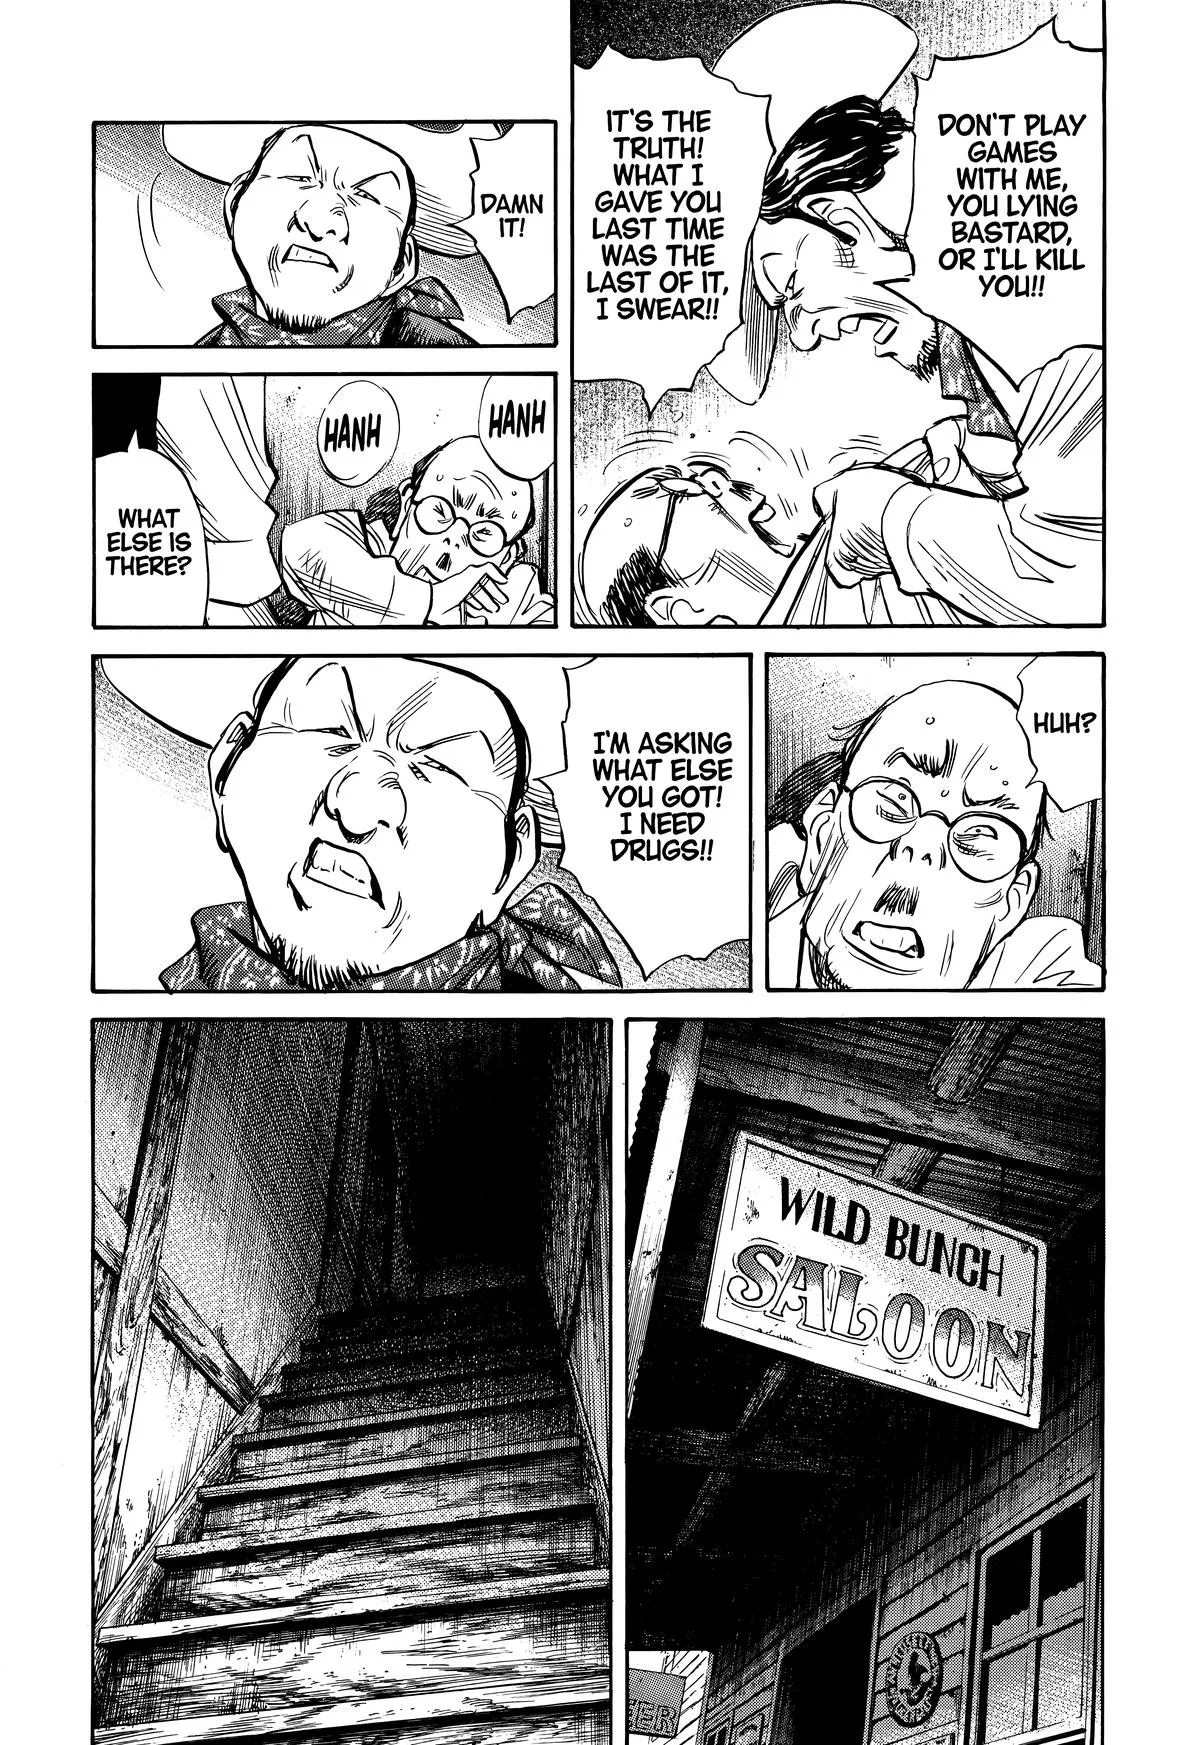 DON'T PLAY
GAMES
WITH ME,
YOU LYING
BASTARD,
OR I'LL KILL
YOU!!
IT'S THE
TRUTH!
WHAT I
GAVE YOU
LAST TIME
WAS THE
LAST OF IT,
I SWEAR!!
DAMN
IT!
HANH
HANH
WHAT
ELSE IS
THERE?
HUH?
I'M ASKING
WHAT ELSE
YOU GOT!
I NEED
DRUGS!!
WILD BUNCH
SALOON